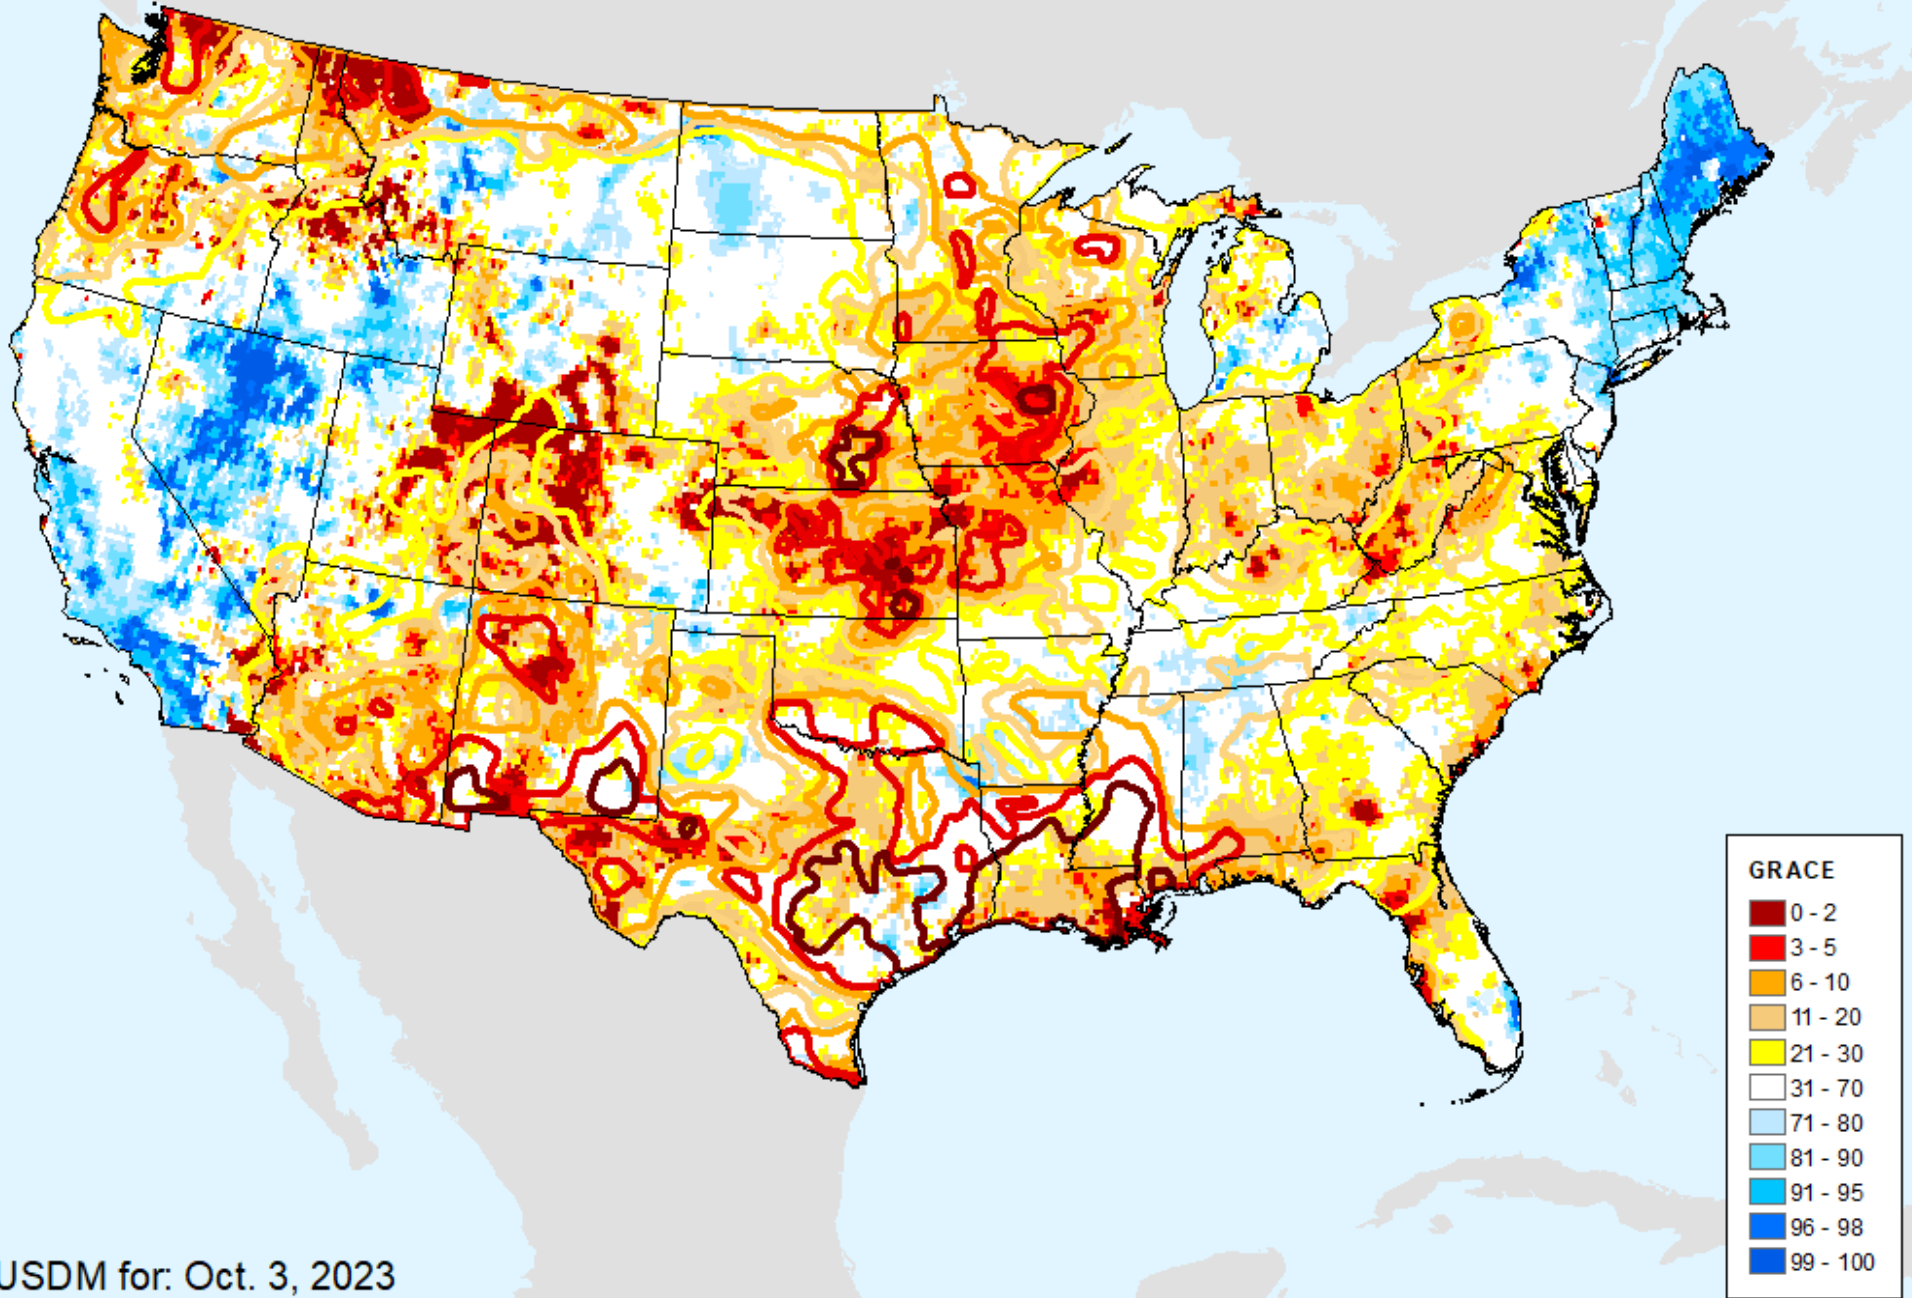 GRACE
0 - 2
3 - 5
6 - 10
11 - 20
21 - 30
31 - 70
71 - 80
81 - 90
91 - 95
96 - 98
99 - 100
USDM for: Oct. 3, 2023